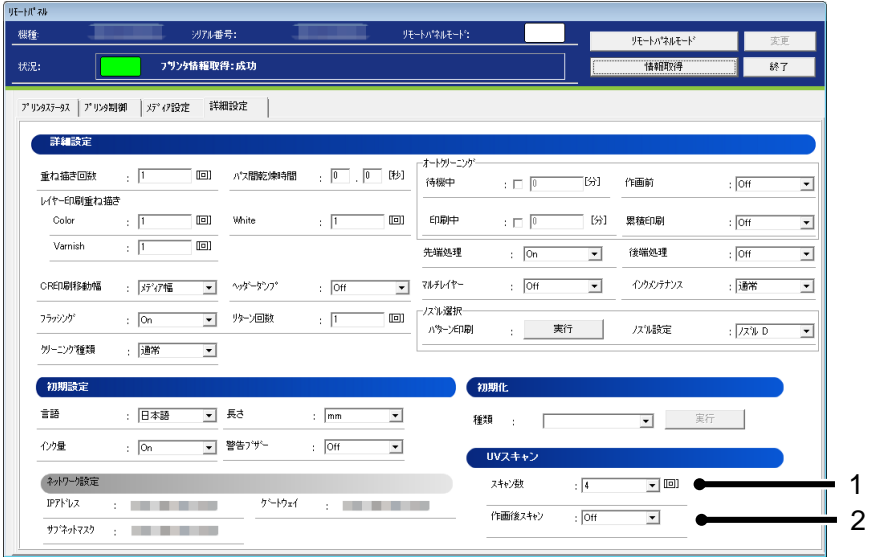 ﾘﾓｰﾄﾊﾟﾈﾙ
機種: ｼﾘｱﾙ番号: ﾘﾓｰﾄﾊﾟﾈﾙﾓｰﾄﾞ: ﾘﾓｰﾄﾊﾟﾈﾙﾓｰﾄﾞ 変更
状況: ﾌﾟﾘﾝﾀ情報取得:成功 情報取得 終了
ﾌﾟﾘﾝﾀｽﾃｰﾀｽ ﾌﾟﾘﾝﾀ制御 ﾒﾃﾞｨｱ設定 詳細設定
詳細設定
重ね描き回数 : 1 [回] ﾊﾟｽ間乾燥時間 : 0 . 0 [秒]
ﾚｲﾔｰ印刷重ね描き
Color : 1 [回] White : 1 [回]
Varnish : 1 [回]
CR印刷移動幅 : ﾒﾃﾞｨｱ幅 ﾍｯﾀﾞｰﾀﾞﾝﾌﾟ : Off
ﾌﾗｯｼﾝｸﾞ : On ﾘﾀｰﾝ回数 : 1 [回]
ｸﾘｰﾆﾝｸﾞ種類 : 通常
ｵｰﾄｸﾘｰﾆﾝｸﾞ
待機中 : 0 [分] 作画前 : Off
印刷中 : 0 [分] 累積印刷 : Off
先端処理 : On 後端処理 : Off
ﾏﾙﾁﾚｲﾔｰ : Off ｲﾝｸﾒﾝﾃﾅﾝｽ : 通常
ﾉｽﾞﾙ選択
ﾊﾟﾀｰﾝ印刷 : 実行 ﾉｽﾞﾙ設定 : ﾉｽﾞﾙ D
初期設定
言語 : 日本語 長さ : mm
ｲﾝｸ量 : On 警告ﾌﾞｻﾞｰ : Off
ﾈｯﾄﾜｰｸ設定
IPｱﾄﾞﾚｽ : ｹﾞｰﾄｳｪｲ :
ｻﾌﾞﾈｯﾄﾏｽｸ :
初期化
種類 : 実行
UVスキャン
ｽｷｬﾝ数 : 4 [回] 1
作画後ｽｷｬﾝ : Off 2